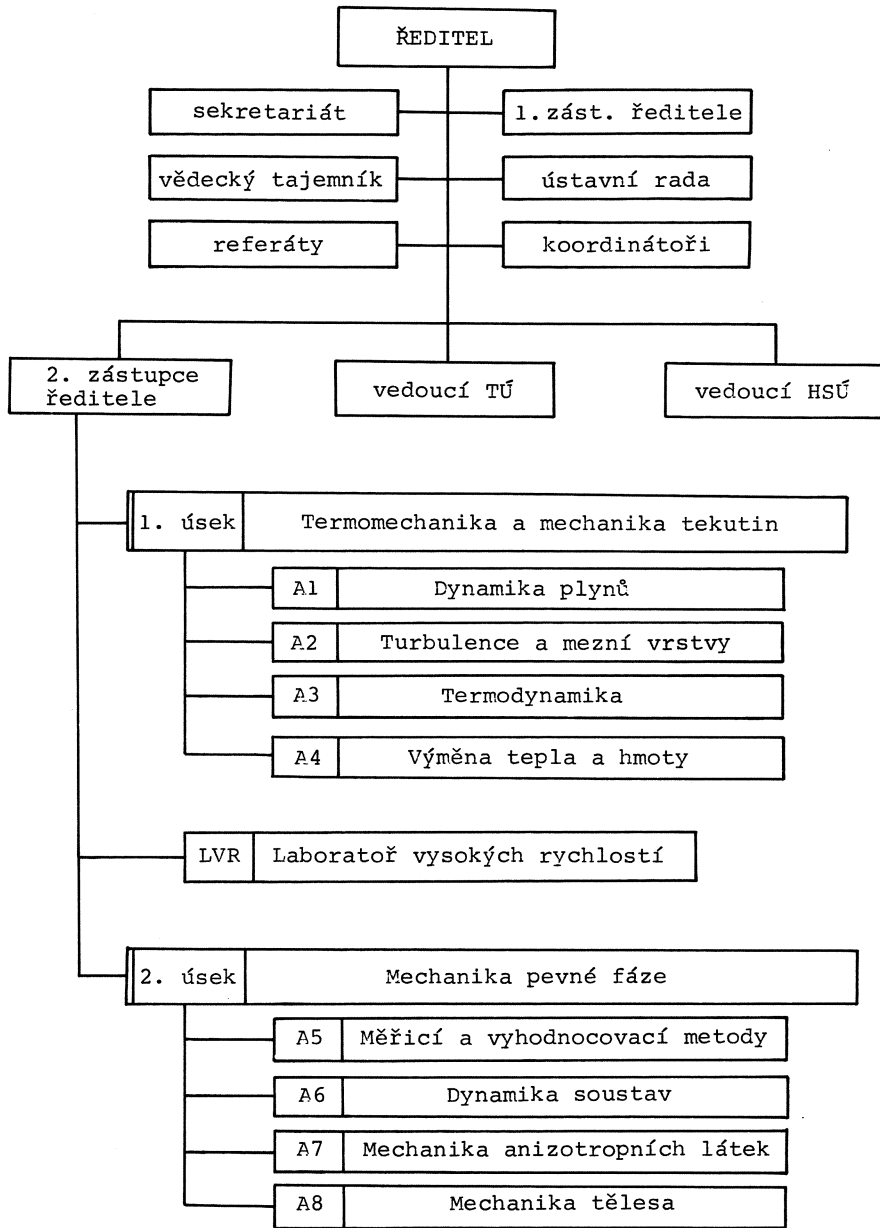 ŘEDITEL
sekretariát
1. zást. ředitele
vědecký tajemník
ústavní rada
referáty
koordinátoři
2. zástupce
ředitele
vedoucí TÚ
vedoucí HSÚ
1. úsek Termomechanika a mechanika tekutin
A1 Dynamika plynů
A2 Turbulence a mezní vrstvy
A3 Termodynamika
A4 Výměna tepla a hmoty
LVR Laboratoř vysokých rychlostí
2. úsek Mechanika pevné fáze
A5 Měřicí a vyhodnocovací metody
A6 Dynamika soustav
A7 Mechanika anizotropních látek
A8 Mechanika tělesa